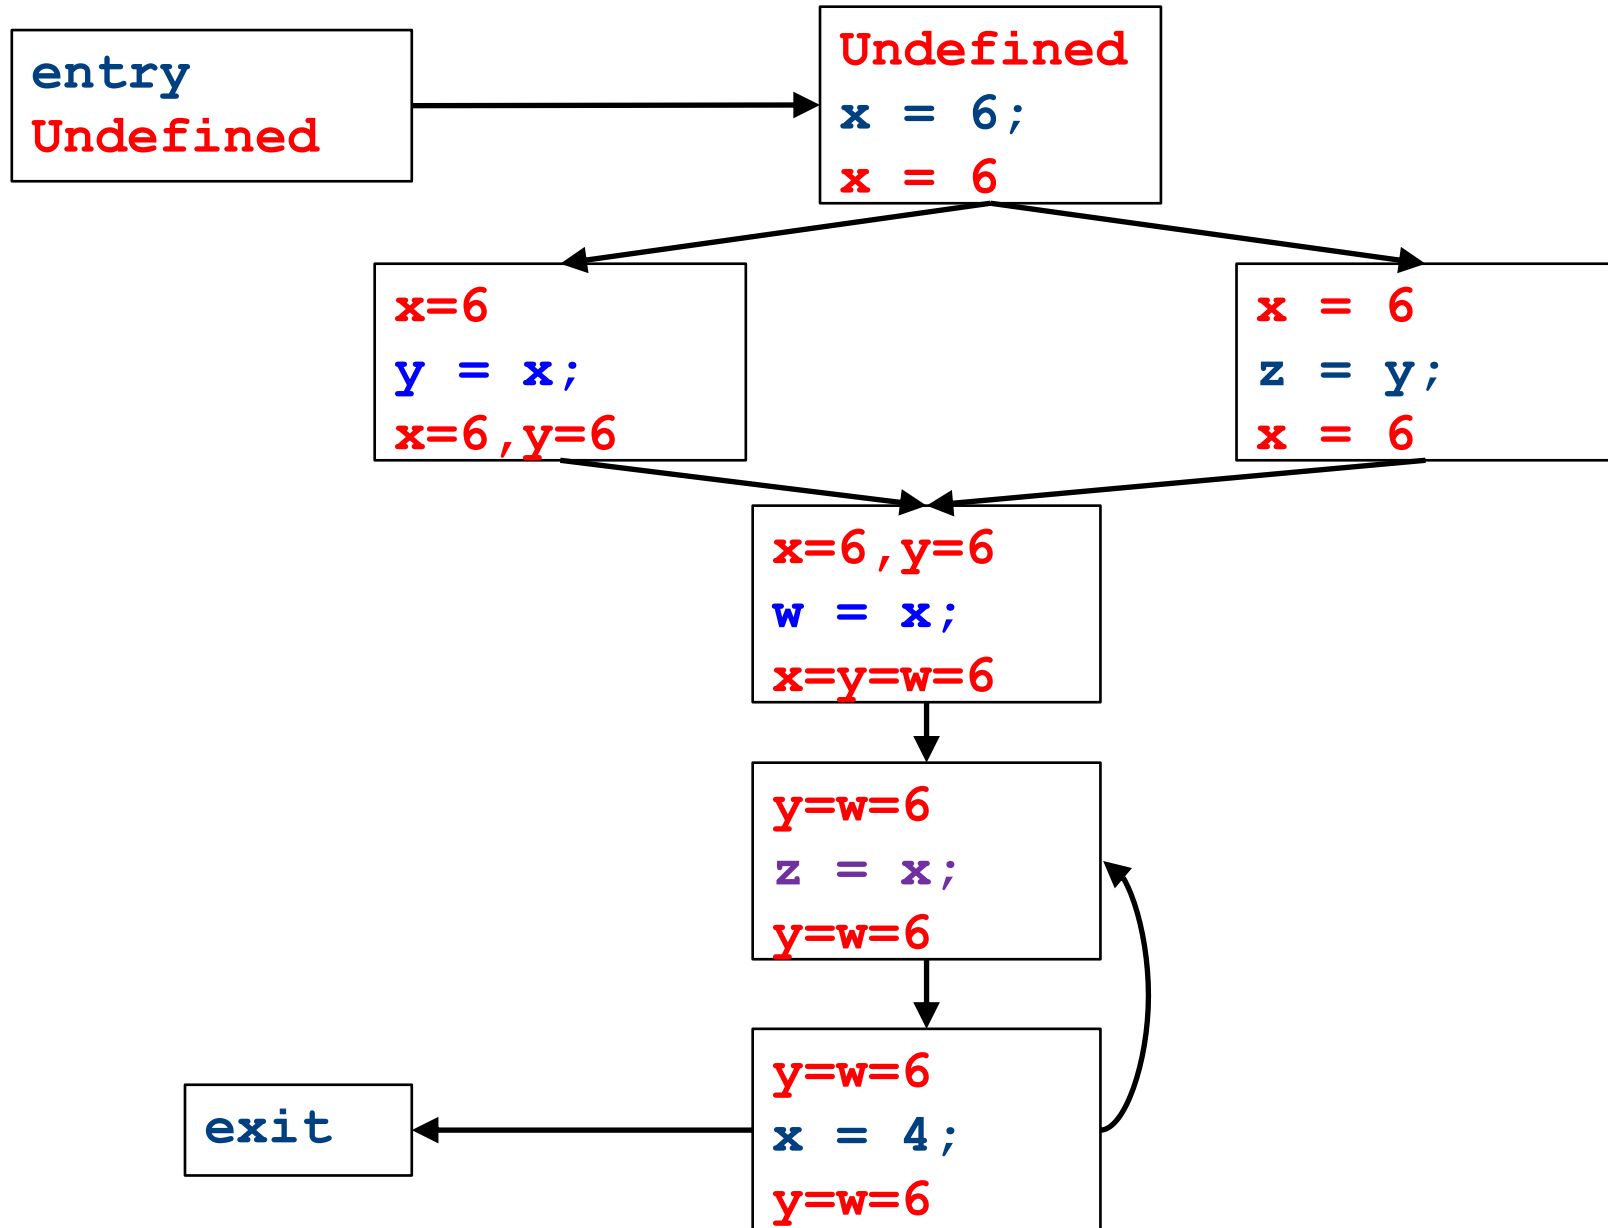 entry
Undefined
Undefined
x = 6;
x = 6
x=6
y = x;
x=6,y=6
x = 6
z = y;
x = 6
x=6,y=6
w = x;
x=y=w=6
y=w=6
z = x;
y=w=6
y=w=6
x = 4;
y=w=6
exit